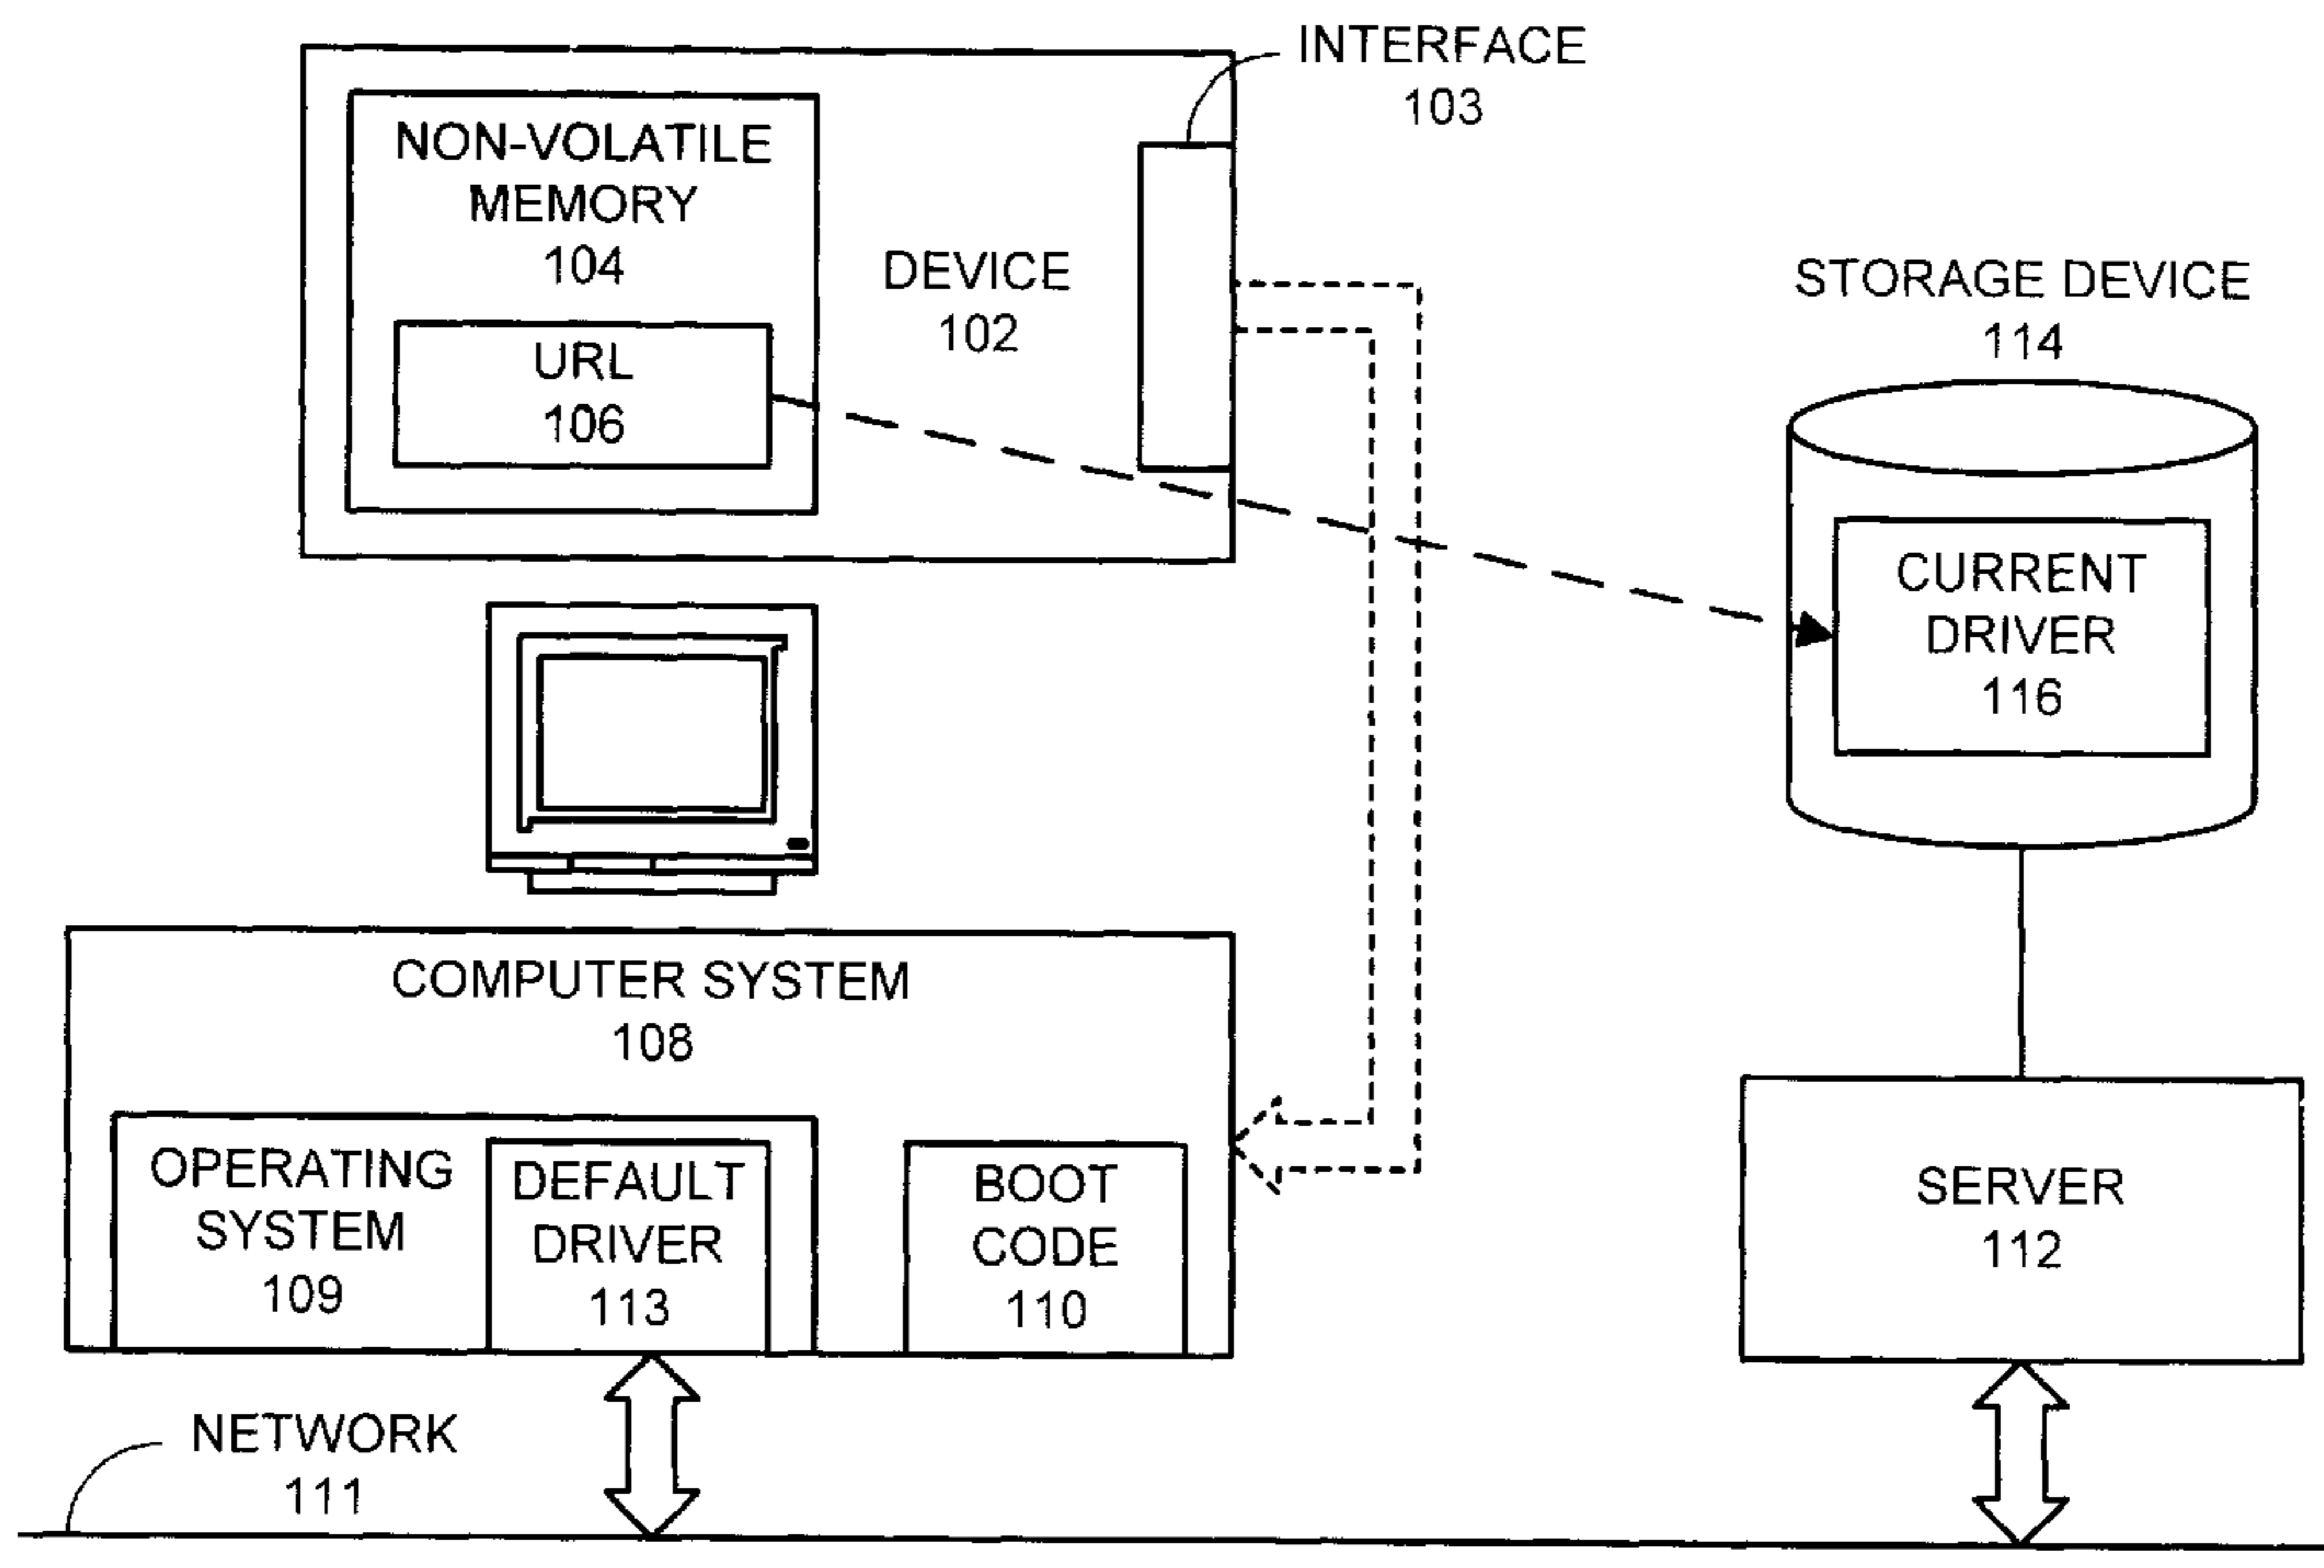 INTERFACE
103
NON-VOLATILE
MEMORY
104
URL
106
DEVICE
102
STORAGE DEVICE
114
CURRENT
DRIVER
116
COMPUTER SYSTEM
108
OPERATING
SYSTEM
109
DEFAULT
DRIVER
113
BOOT
CODE
110
SERVER
112
NETWORK
111